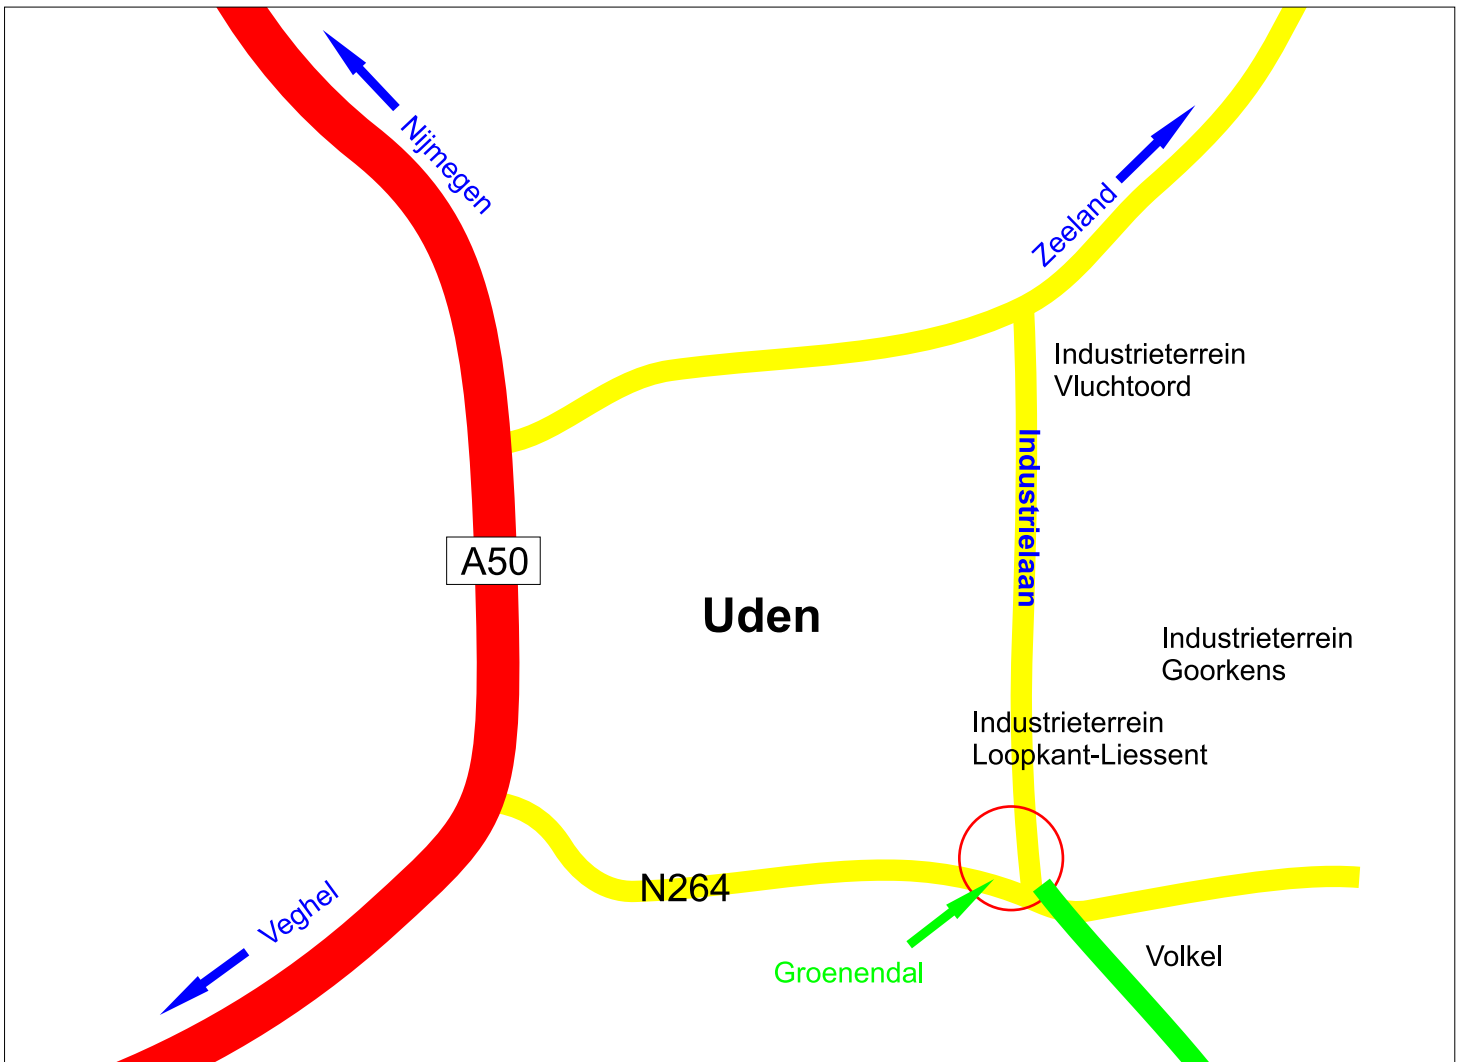 Nijmegen
Zeeland
Industrieterrein
Vluchtoord
Industrielaan
A50
Uden
Industrieterrein
Goorkens
Industrieterrein
Loopkant-Liessent
N264
Veghel
Groenendal
Volkel